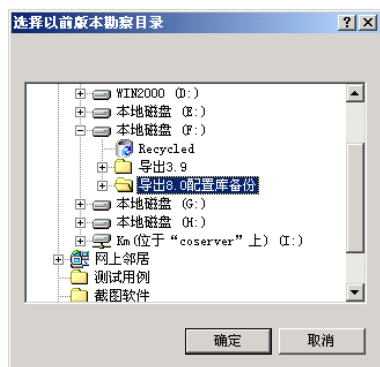 选择以前版本勘察目录
WIN2000 (D:)
本地磁盘 (E:)
本地磁盘 (F:)
Recycled
导出3.9
导出8.0配置库备份
本地磁盘 (G:)
本地磁盘 (H:)
Km(位于“coserver”上) (I:)
网上邻居
测试用例
截图软件
确定 取消